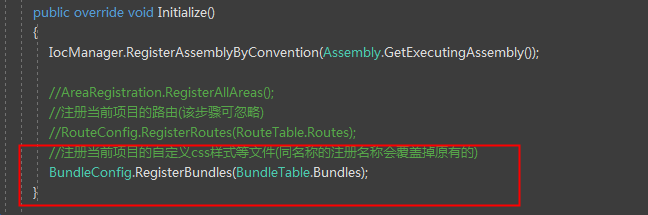 public override void Initialize()
{
IocManager.RegisterAssemblyByConvention(Assembly.GetExecutingAssembly());
//AreaRegistration.RegisterAllAreas();
//注册当前项目的路由(该步骤可忽略)
//RouteConfig.RegisterRoutes(RouteTable.Routes);
//注册当前项目的自定义css样式等文件(同名称的注册名称会覆盖掉原有的)
BundleConfig.RegisterBundles(BundleTable.Bundles);
}